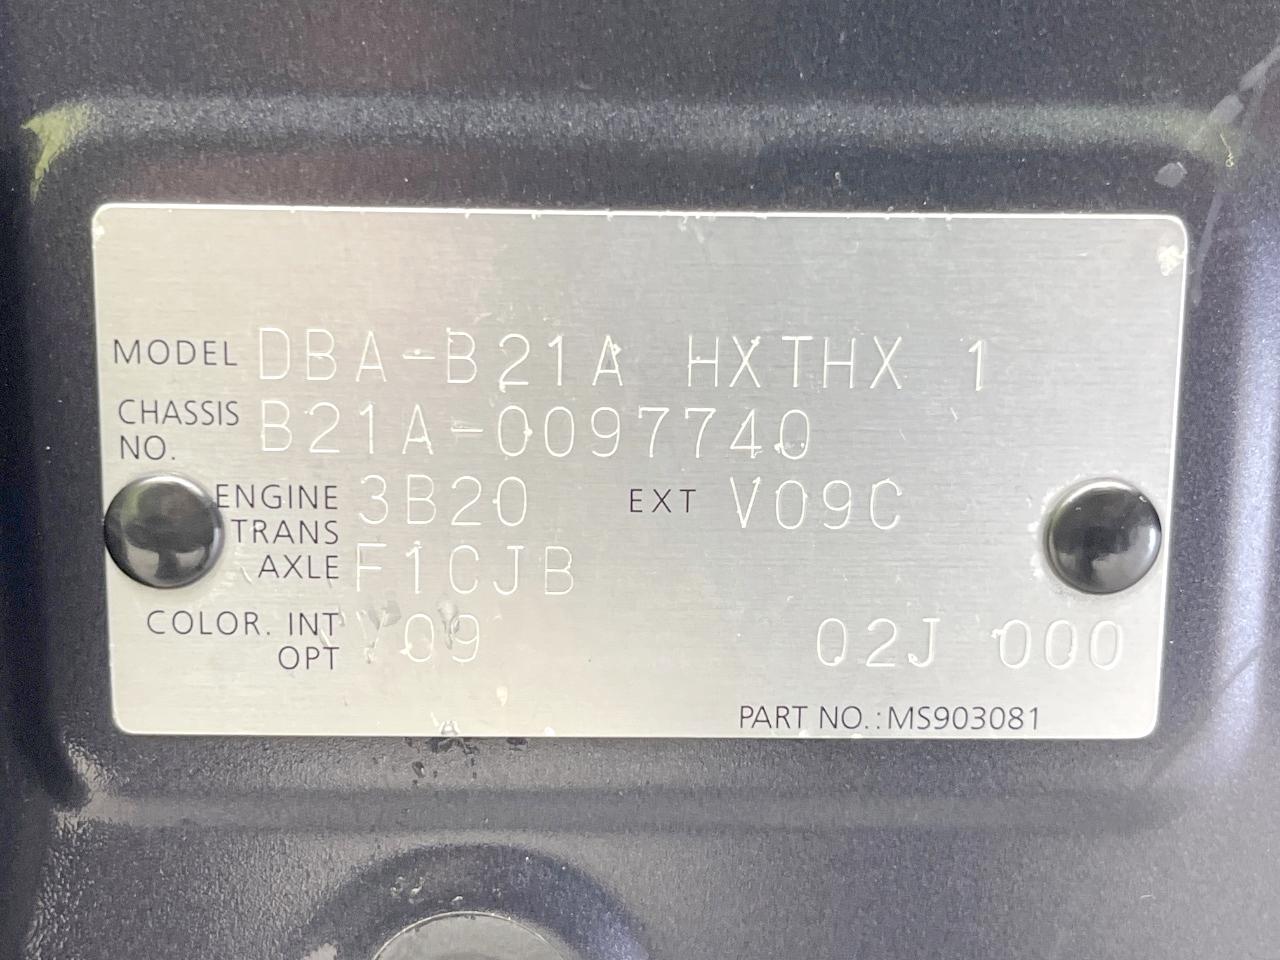 MODEL DBA-B21A HXTHX 1
CHASSIS NO. B21A-0097740
ENGINE 3B20 EXT V09C
TRANS AXLE F1CJB
COLOR. INT OPT Y09 02J 000
PART NO.: MS903081